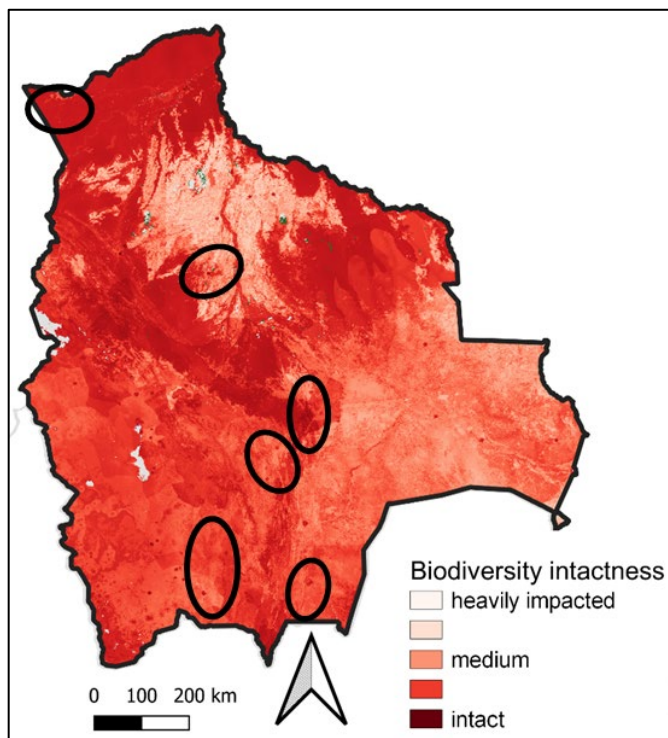 Biodiversity intactness
heavily impacted
medium
intact
0 100 200 km